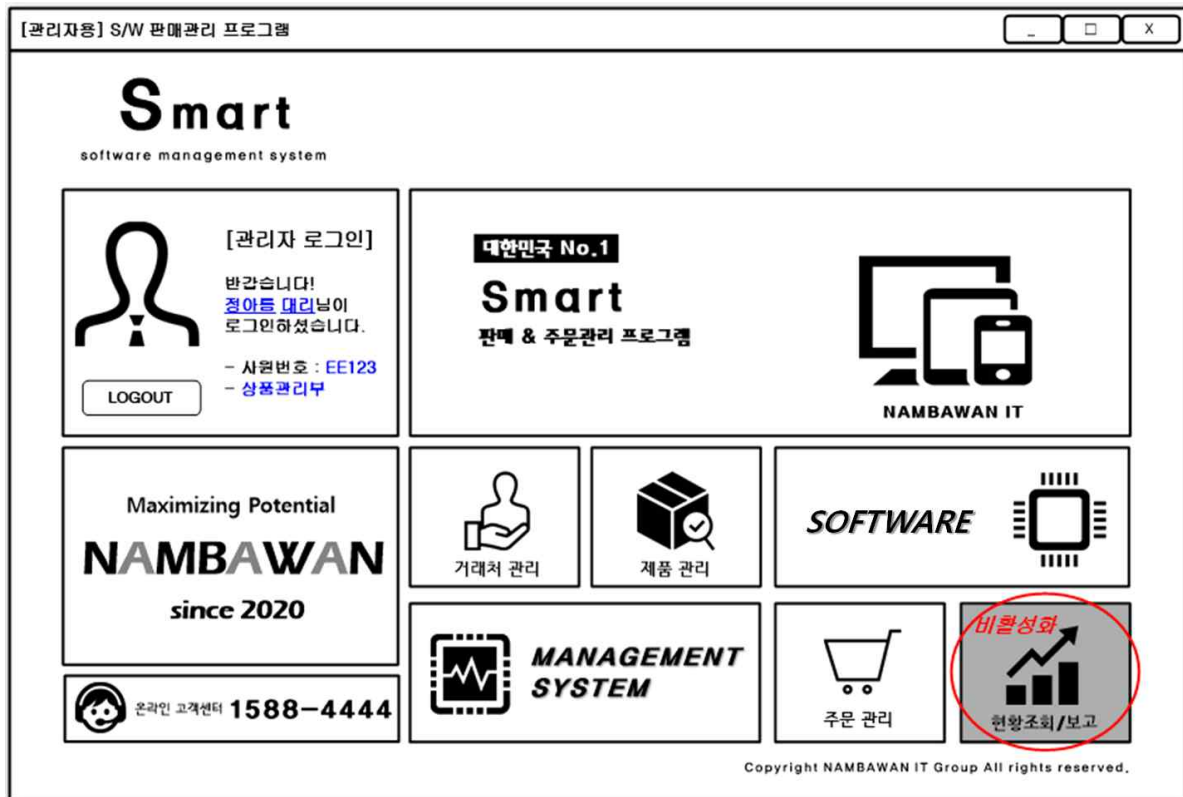 [관리자용] S/W 판매관리 프로그램
_ □ X
Smart
software management system
[관리자 로그인]
반갑습니다!
정아름 대리님이
로그인하셨습니다.
- 사원번호 : EE123
- 상품관리부
LOGOUT
대한민국 No.1
Smart
판매 & 주문관리 프로그램
NAMBAWAN IT
Maximizing Potential
NAMBAWAN
since 2020
거래처 관리
제품 관리
SOFTWARE
온라인 고객센터 1588-4444
MANAGEMENT
SYSTEM
주문 관리
비활성화
현황조회/보고
Copyright NAMBAWAN IT Group All rights reserved.